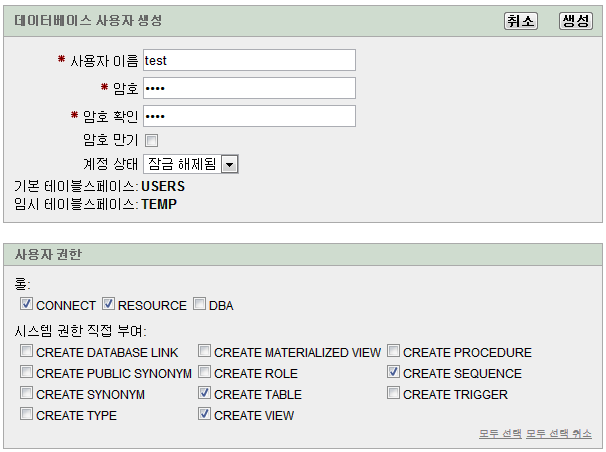 데이터베이스 사용자 생성 취소 생성
* 사용자 이름 test
* 암호 ••••
* 암호 확인 ••••
암호 만기
계정 상태 잠금 해제됨
기본 테이블스페이스: USERS
임시 테이블스페이스: TEMP
사용자 권한
롤:
CONNECT RESOURCE DBA
시스템 권한 직접 부여:
CREATE DATABASE LINK CREATE MATERIALIZED VIEW CREATE PROCEDURE
CREATE PUBLIC SYNONYM CREATE ROLE CREATE SEQUENCE
CREATE SYNONYM CREATE TABLE CREATE TRIGGER
CREATE TYPE CREATE VIEW
모두 선택 모두 선택 취소